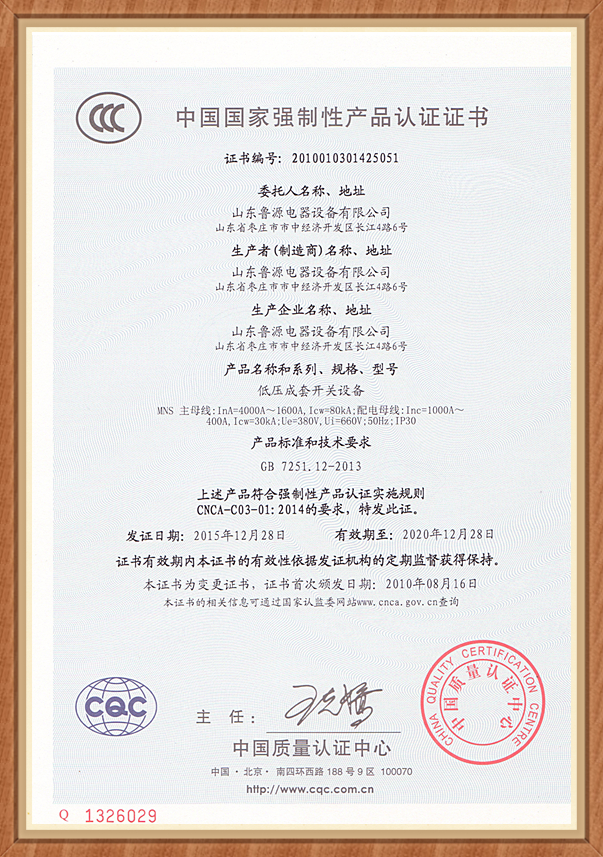 CCC
中国国家强制性产品认证证书
证书编号: 2010010301425051
委托人名称、地址
山东鲁源电器设备有限公司
山东省枣庄市市中经济开发区长江4路6号
生产者(制造商)名称、地址
山东鲁源电器设备有限公司
山东省枣庄市市中经济开发区长江4路6号
生产企业名称、地址
山东鲁源电器设备有限公司
山东省枣庄市市中经济开发区长江4路6号
产品名称和系列、规格、型号
低压成套开关设备
MNS 主母线:InA=4000A～1600A,Icw=80kA;配电母线:Inc=1000A～
400A,Icw=30kA;Ue=380V,Ui=660V;50Hz;IP30
产品标准和技术要求
GB 7251.12-2013
上述产品符合强制性产品认证实施规则
CNCA-C03-01:2014的要求，特发此证。
发证日期: 2015年12月28日 有效期至: 2020年12月28日
证书有效期内本证书的有效性依据发证机构的定期监督获得保持。
本证书为变更证书，证书首次颁发日期: 2010年08月16日
本证书的相关信息可通过国家认监委网站www.cnca.gov.cn查询
CQC
主 任:
CHINA QUALITY CERTIFICATION CENTRE
中国质量认证中心
中国质量认证中心
中国·北京·南四环西路188号9区 100070
http://www.cqc.com.cn
Q 1326029